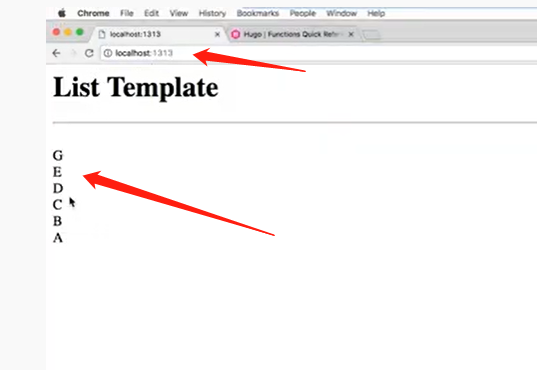 Chrome File Edit View History Bookmarks People Window Help
localhost:1313 Hugo | Functions Quick Refe
localhost:1313
List Template
G
E
D
C
B
A